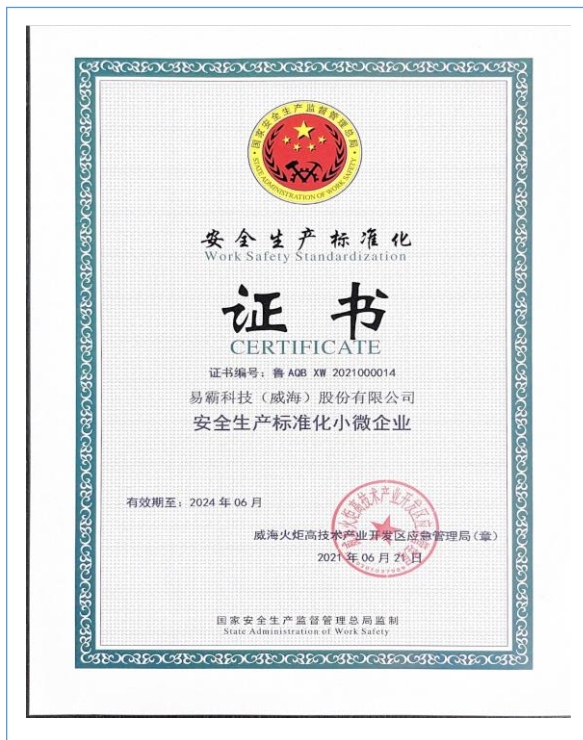 国家安全生产监督管理总局
STATE ADMINISTRATION OF WORK SAFETY
安全生产标准化
Work Safety Standardization
证书
CERTIFICATE
证书编号：鲁 AQB XW 2021000014
易霸科技（威海）股份有限公司
安全生产标准化小微企业
有效期至：2024 年 06 月
威海火炬高技术产业开发区应急管理局（章）
2021 年 06 月 21 日
国家安全生产监督管理总局监制
State Administration of Work Safety